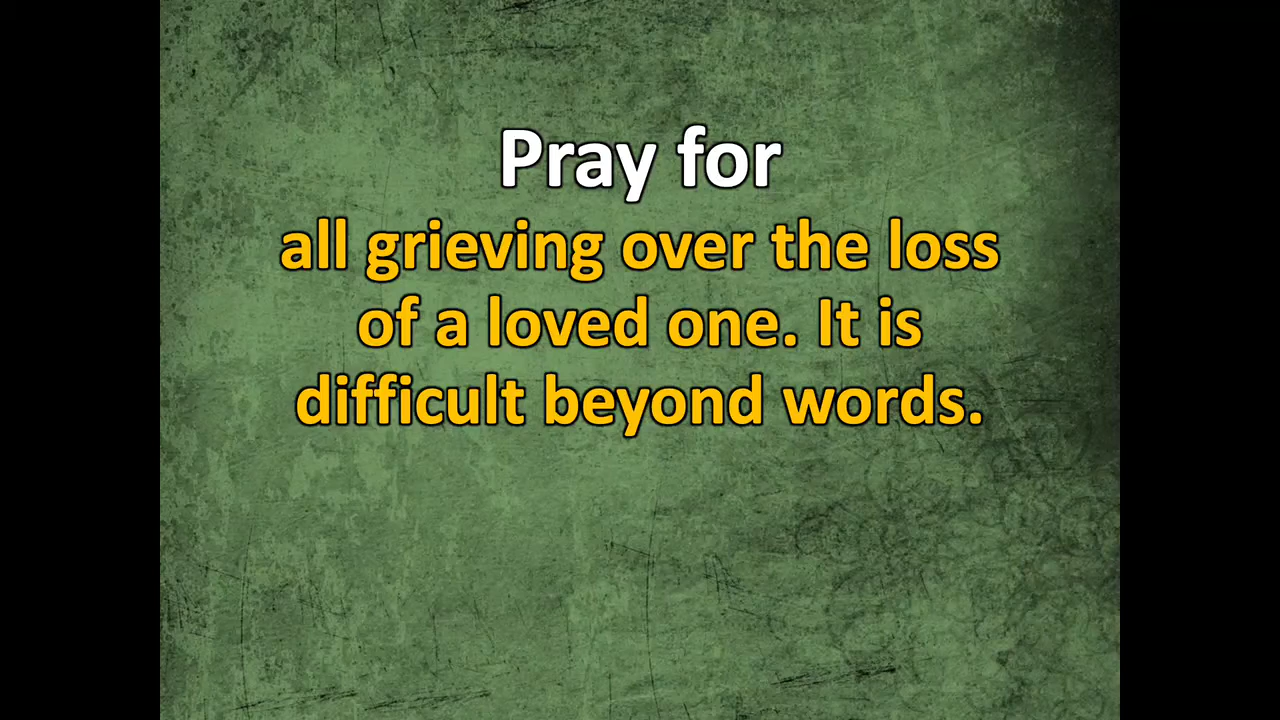 Pray for
all grieving over the loss
of a loved one. It is
difficult beyond words.